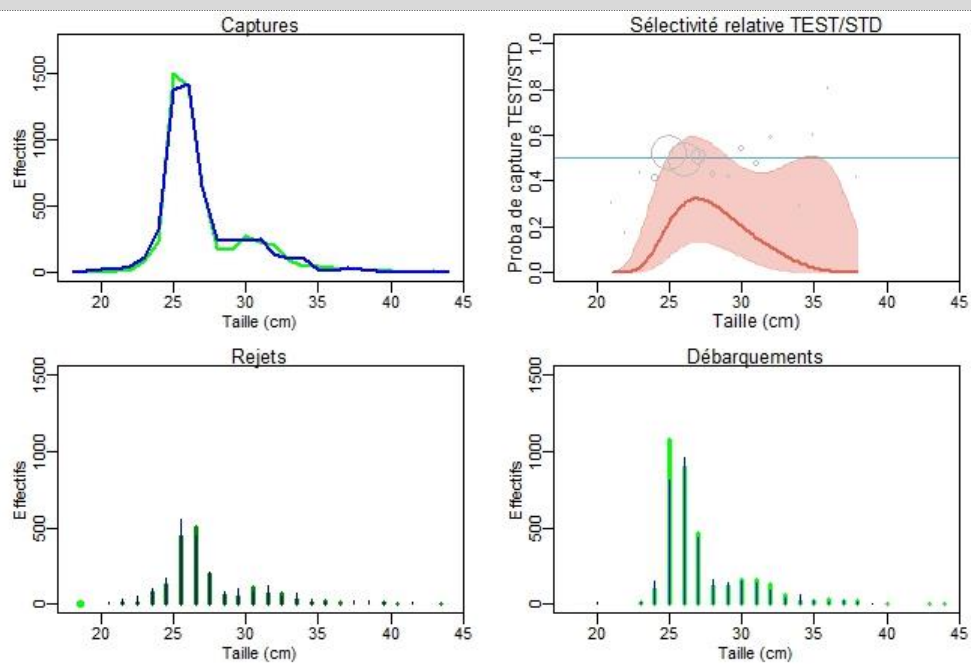 Captures
Effectifs
0 500 1000 1500
20 25 30 35 40 45
Taille (cm)
Sélectivité relative TEST/STD
Proba de capture TEST/STD
0.0 0.2 0.4 0.6 0.8 1.0
20 25 30 35 40 45
Taille (cm)
Rejets
Effectifs
0 500 1000 1500
20 25 30 35 40 45
Taille (cm)
Débarquements
Effectifs
0 500 1000 1500
20 25 30 35 40 45
Taille (cm)